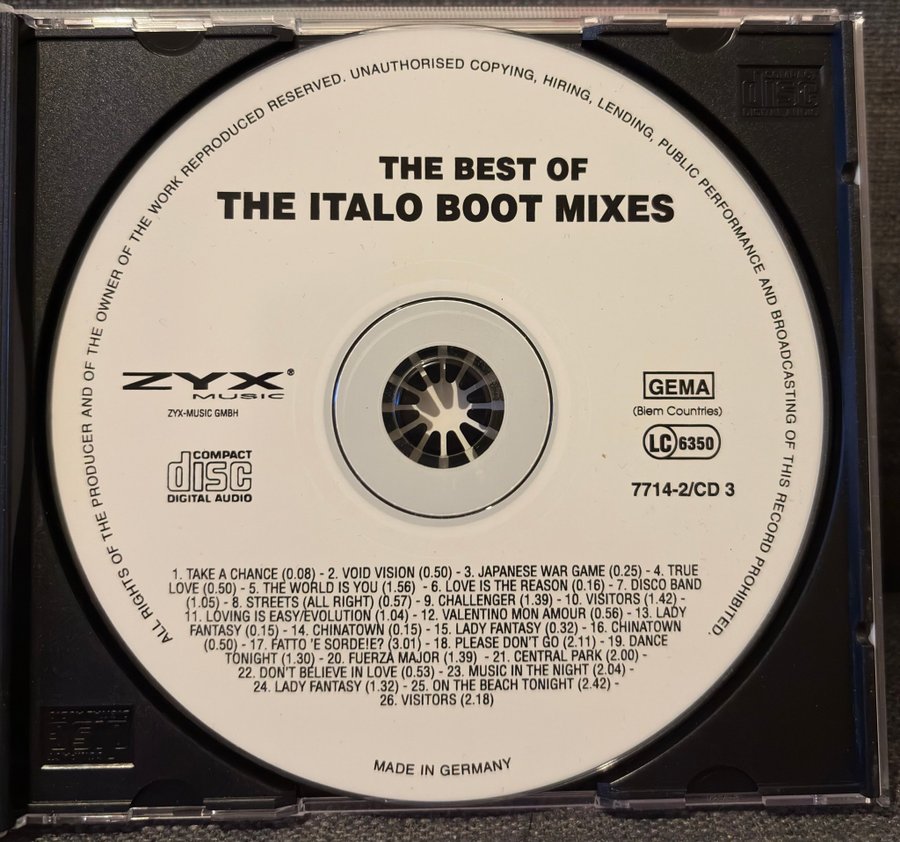 ALL RIGHTS OF THE PRODUCER AND OF THE OWNER OF THE WORK REPRODUCED RESERVED. UNAUTHORISED COPYING, HIRING, LENDING, PUBLIC PERFORMANCE AND BROADCASTING OF THIS RECORD PROHIBITED.
COMPACT
disc
DIGITAL AUDIO
THE BEST OF
THE ITALO BOOT MIXES
ZYX®
MUSIC
ZYX-MUSIC GMBH
COMPACT
disc
DIGITAL AUDIO
GEMA
(Biem Countries)
LC 6350
7714-2/CD 3
1. TAKE A CHANCE (0.08) - 2. VOID VISION (0.50) - 3. JAPANESE WAR GAME (0.25) - 4. TRUE
LOVE (0.50) - 5. THE WORLD IS YOU (1.56) - 6. LOVE IS THE REASON (0.16) - 7. DISCO BAND
(1.05) - 8. STREETS (ALL RIGHT) (0.57) - 9. CHALLENGER (1.39) - 10. VISITORS (1.42) -
11. LOVING IS EASY/EVOLUTION (1.04) - 12. VALENTINO MON AMOUR (0.56) - 13. LADY
FANTASY (0.15) - 14. CHINATOWN (0.15) - 15. LADY FANTASY (0.32) - 16. CHINATOWN
(0.50) - 17. FATTO 'E SORDE!E? (3.01) - 18. PLEASE DON'T GO (2.11) - 19. DANCE
TONIGHT (1.30) - 20. FUERZA MAJOR (1.39) - 21. CENTRAL PARK (2.00) -
22. DON'T BELIEVE IN LOVE (0.53) - 23. MUSIC IN THE NIGHT (2.04) -
24. LADY FANTASY (1.32) - 25. ON THE BEACH TONIGHT (2.42) -
26. VISITORS (2.18)
MADE IN GERMANY